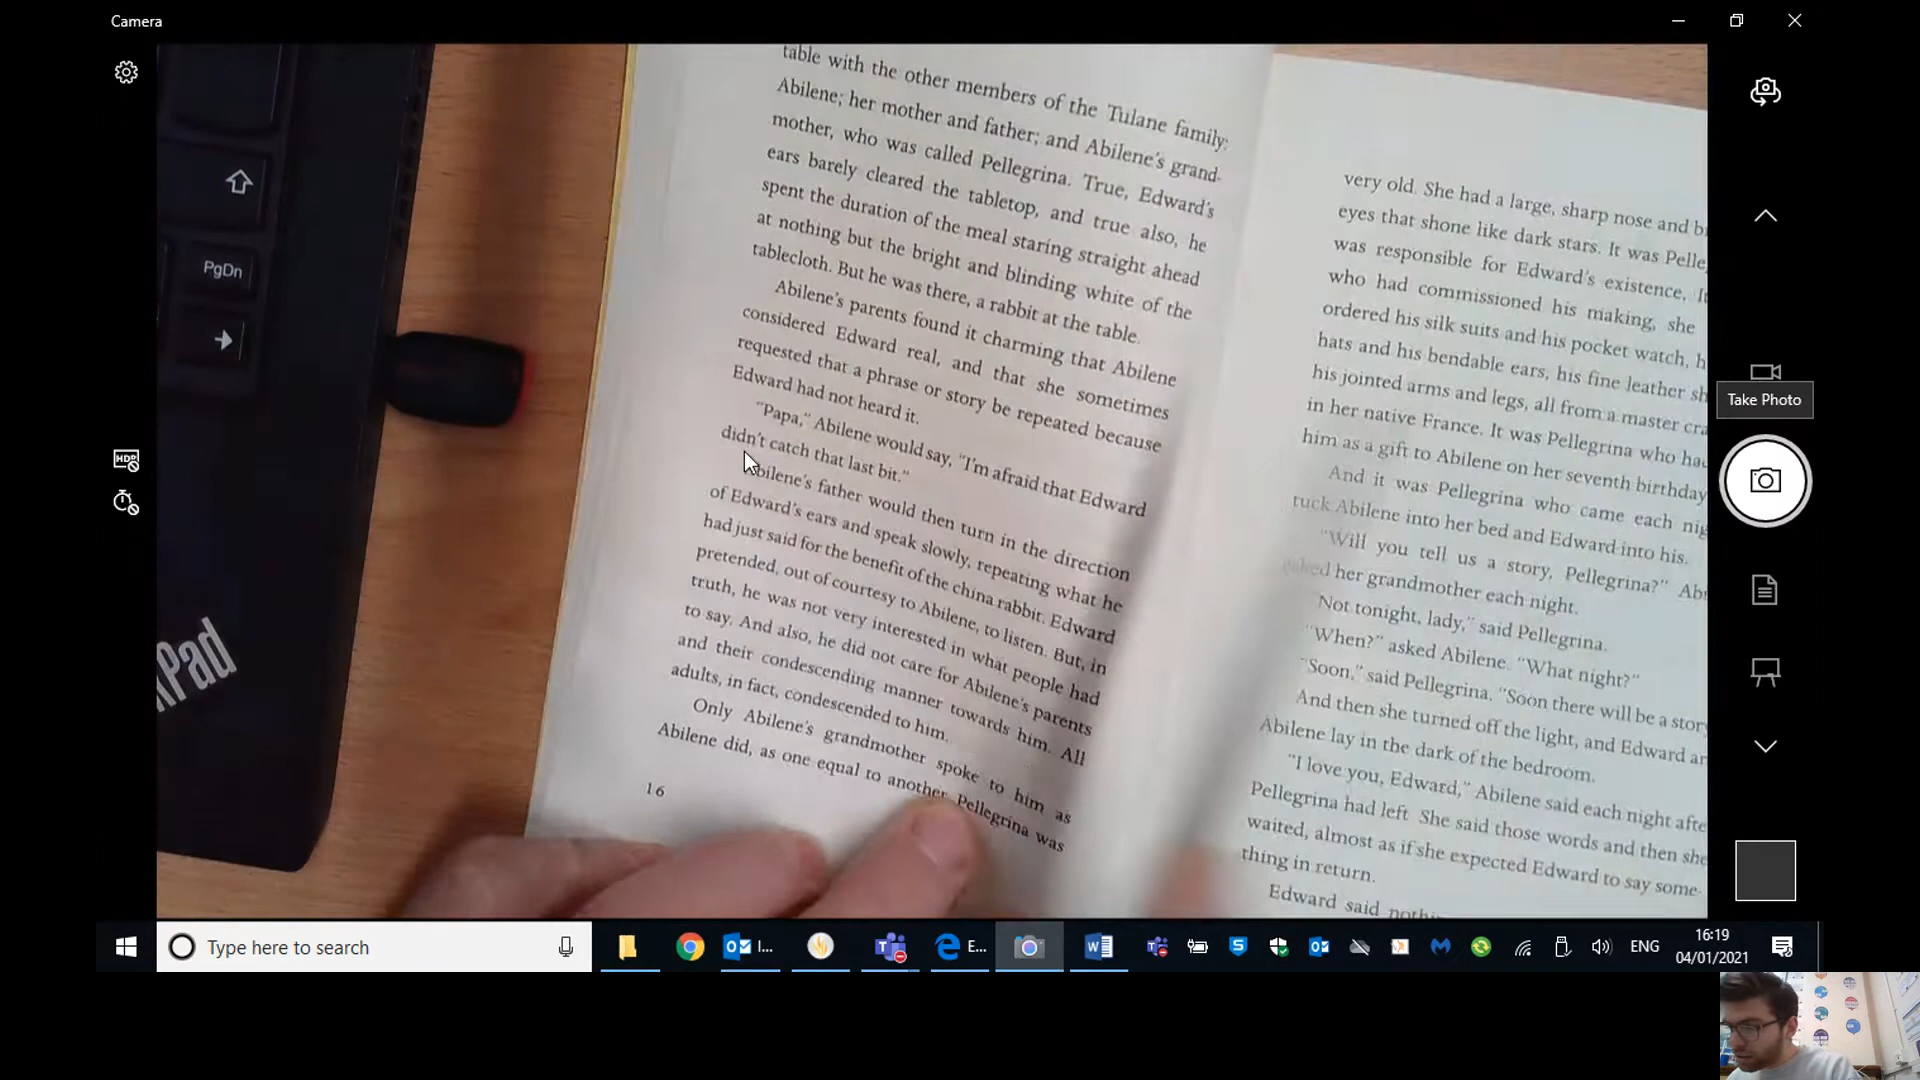 Camera
table with the other members of the Tulane family:
Abilene; her mother and father; and Abilene's grand-
mother, who was called Pellegrina. True, Edward's
ears barely cleared the tabletop, and true also, he
spent the duration of the meal staring straight ahead
at nothing but the bright and blinding white of the
tablecloth. But he was there, a rabbit at the table.
Abilene's parents found it charming that Abilene
considered Edward real, and that she sometimes
requested that a phrase or story be repeated because
Edward had not heard it.
"Papa," Abilene would say, "I'm afraid that Edward
didn't catch that last bit."
Abilene's father would then turn in the direction
of Edward's ears and speak slowly, repeating what he
had just said for the benefit of the china rabbit. Edward
pretended, out of courtesy to Abilene, to listen. But, in
truth, he was not very interested in what people had
to say. And also, he did not care for Abilene's parents
and their condescending manner towards him. All
adults, in fact, condescended to him.
Only Abilene's grandmother spoke to him as
Abilene did, as one equal to another. Pellegrina was
16
very old. She had a large, sharp nose and
eyes that shone like dark stars. It was
was responsible for Edward's existence.
who had commissioned his making, she
ordered his silk suits and his pocket watch,
hats and his bendable ears, his fine leather
his jointed arms and legs, all from a master
in her native France. It was Pellegrina who
him as a gift to Abilene on her seventh birthday
And it was Pellegrina who came each
tuck Abilene into her bed and Edward into his.
"Will you tell us a story, Pellegrina?"
her grandmother each night.
Not tonight, lady," said Pellegrina.
"When?" asked Abilene. "What night?"
"Soon," said Pellegrina. "Soon there will be a
And then she turned off the light, and Edward
Abilene lay in the dark of the bedroom.
"I love you, Edward," Abilene said each night
Pellegrina had left. She said those words and then she
waited, almost as if she expected Edward to say some-
thing in return.
Edward said
PgDn
Pad
Take Photo
HDR
Type here to search
I...
E...
ENG
16:19
04/01/2021